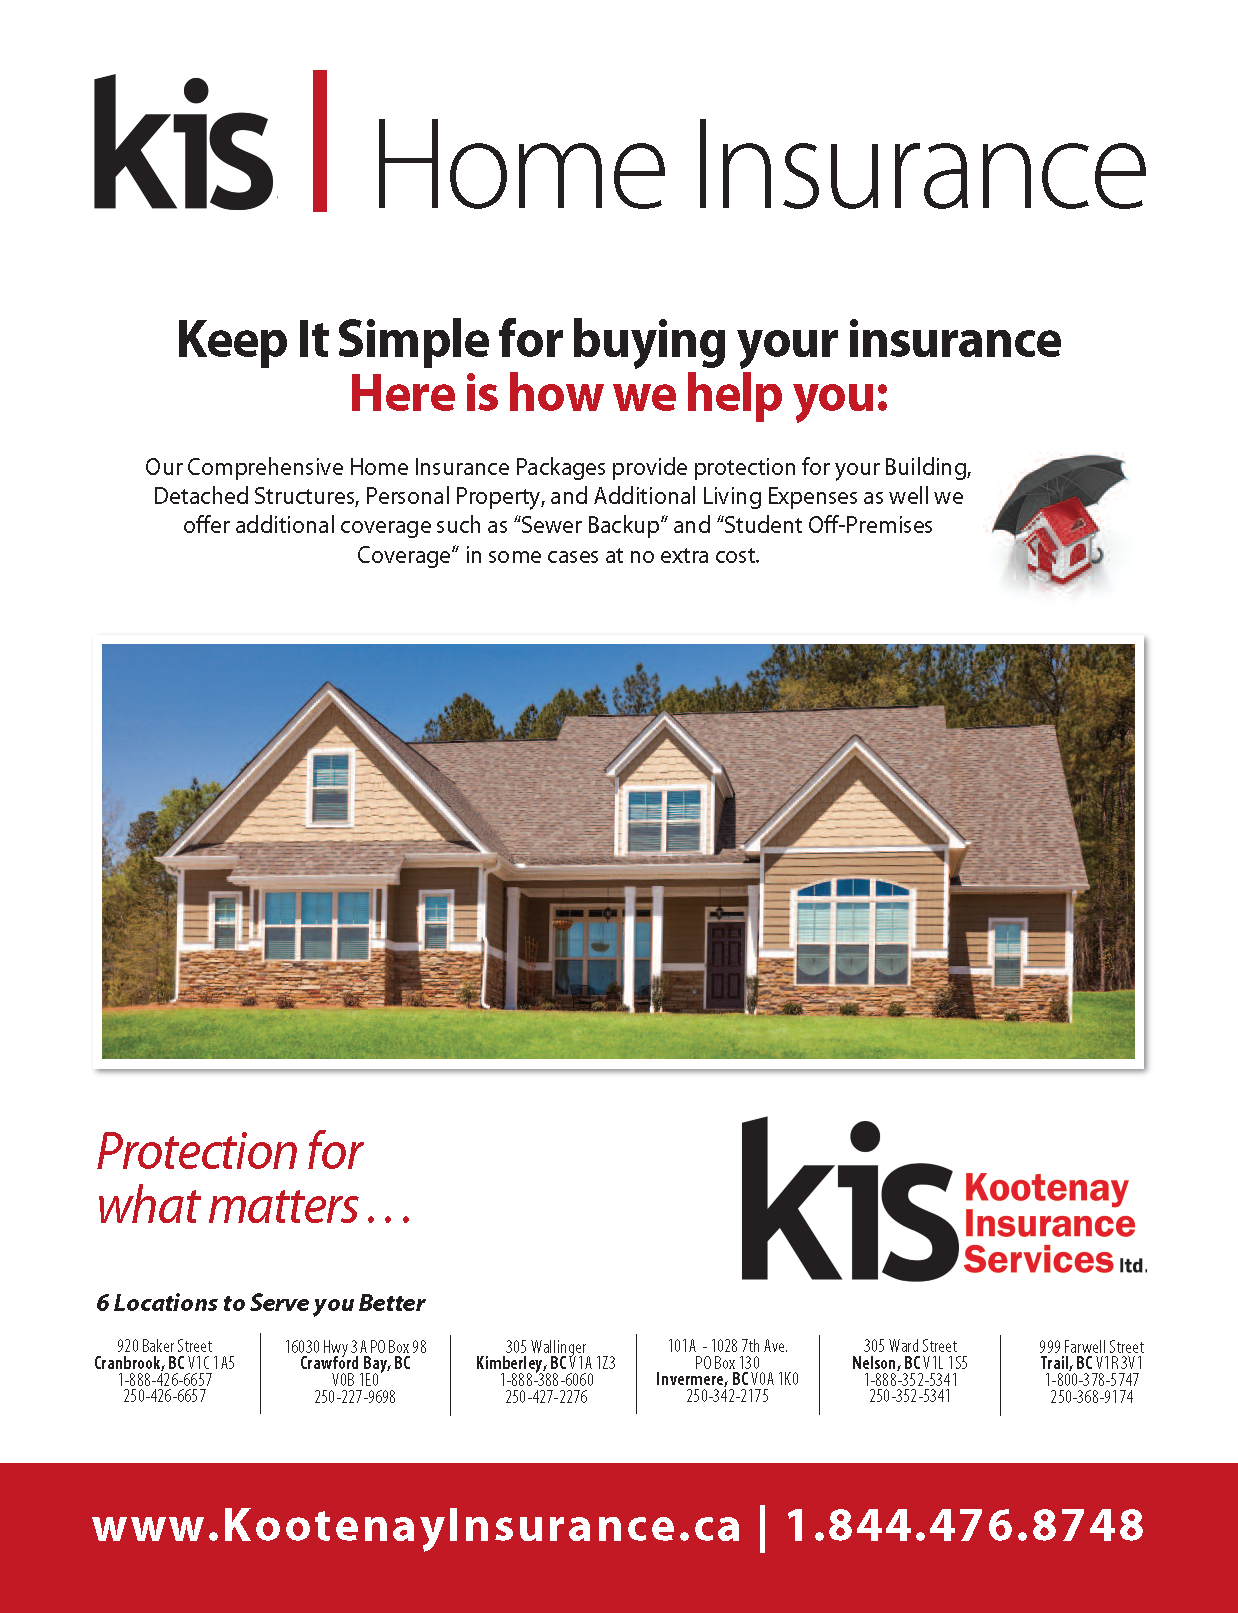 kis | Home Insurance
Keep It Simple for buying your insurance
Here is how we help you:
Our Comprehensive Home Insurance Packages provide protection for your Building,
Detached Structures, Personal Property, and Additional Living Expenses as well we
offer additional coverage such as “Sewer Backup” and “Student Off-Premises
Coverage” in some cases at no extra cost.
Protection for
what matters . . .
kis
Kootenay
Insurance
Services ltd.
6 Locations to Serve you Better
920 Baker Street
Cranbrook, BC V1C 1A5
1-888-426-6657
250-426-6657
16030 Hwy 3 A PO Box 98
Crawford Bay, BC
V0B 1E0
250-227-9698
305 Wallinger
Kimberley, BC V1A 1Z3
1-888-388-6060
250-427-2276
101A - 1028 7th Ave.
PO Box 130
Invermere, BC V0A 1K0
250-342-2175
305 Ward Street
Nelson, BC V1L 1S5
1-888-352-5341
250-352-5341
999 Farwell Street
Trail, BC V1R 3V1
1-800-378-5747
250-368-9174
www.KootenayInsurance.ca | 1.844.476.8748